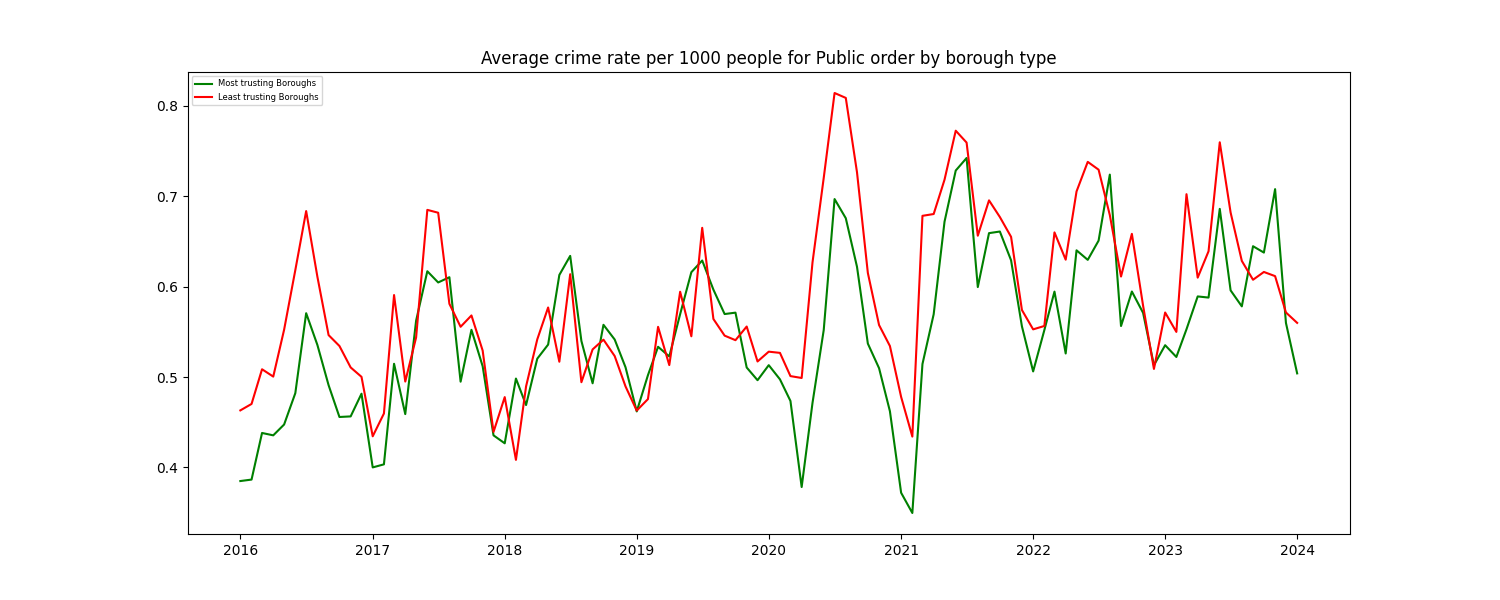 Average crime rate per 1000 people for Public order by borough type
Most trusting Boroughs
Least trusting Boroughs
0.8
0.7
0.6
0.5
0.4
2016 2017 2018 2019 2020 2021 2022 2023 2024